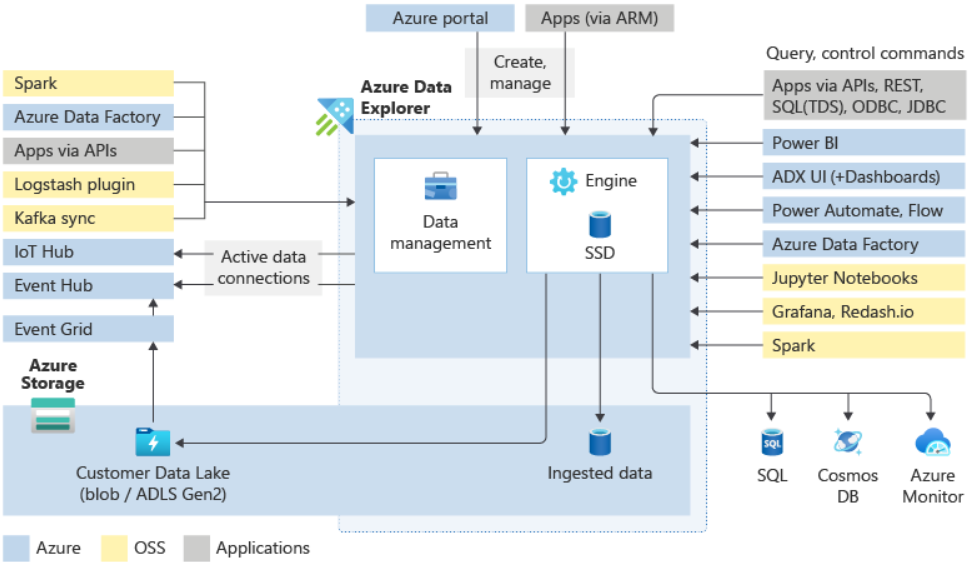 Azure portal
Apps (via ARM)
Create,
manage
Query, control commands
Azure Data
Explorer
Spark
Azure Data Factory
Apps via APIs
Logstash plugin
Kafka sync
IoT Hub
Event Hub
Event Grid
Active data
connections
Data
management
Engine
SSD
Apps via APIs, REST,
SQL(TDS), ODBC, JDBC
Power BI
ADX UI (+Dashboards)
Power Automate, Flow
Azure Data Factory
Jupyter Notebooks
Grafana, Redash.io
Spark
Azure
Storage
Customer Data Lake
(blob / ADLS Gen2)
Ingested data
SQL
SQL
Cosmos
DB
Azure
Monitor
Azure
OSS
Applications